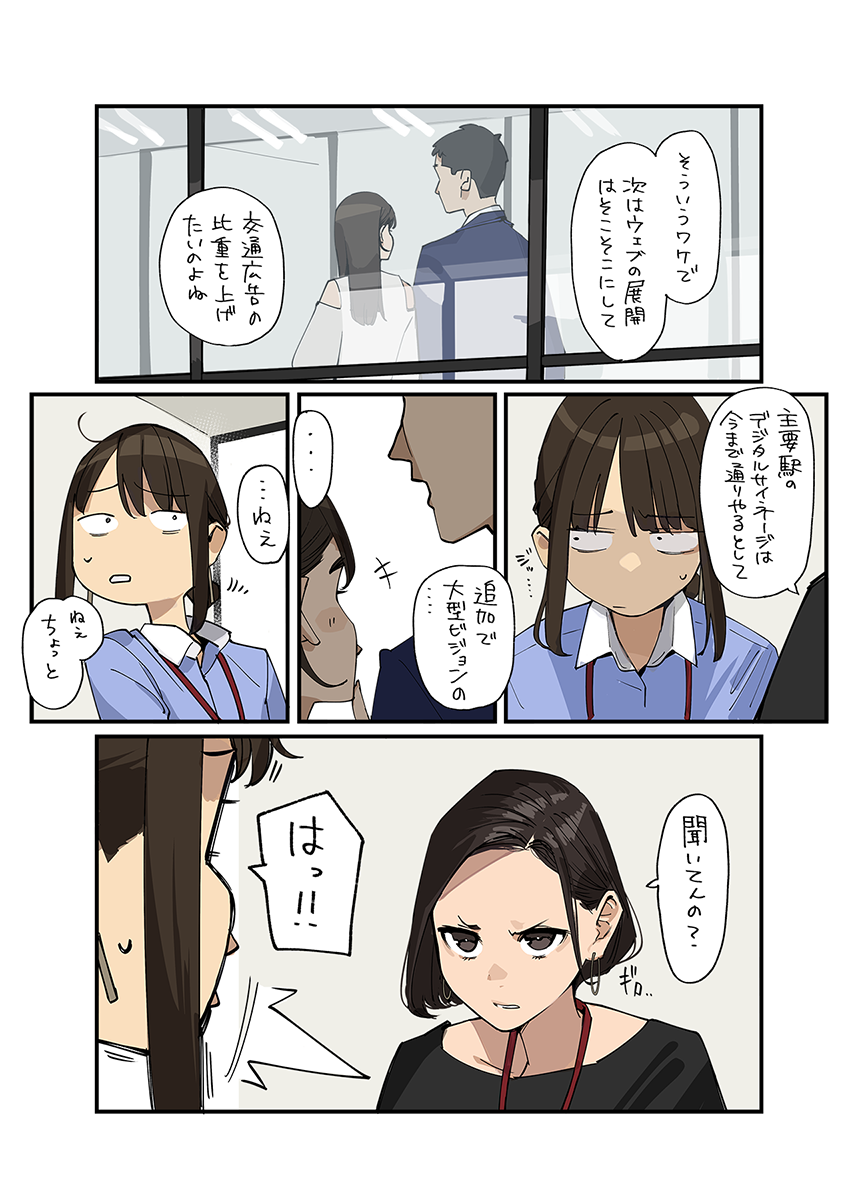 そういうワケで
次はウェブの展開
はそこそこにして
交通広告の
比重を上げ
たいのよね
主要駅の
デジタルサイネージは
今まで通りやるとして
追加で
大型ビジョンの
‥‥
・・・
…ねえ
ねえ
ちょっと
聞いてんの?
ギロ‥
はっ!!